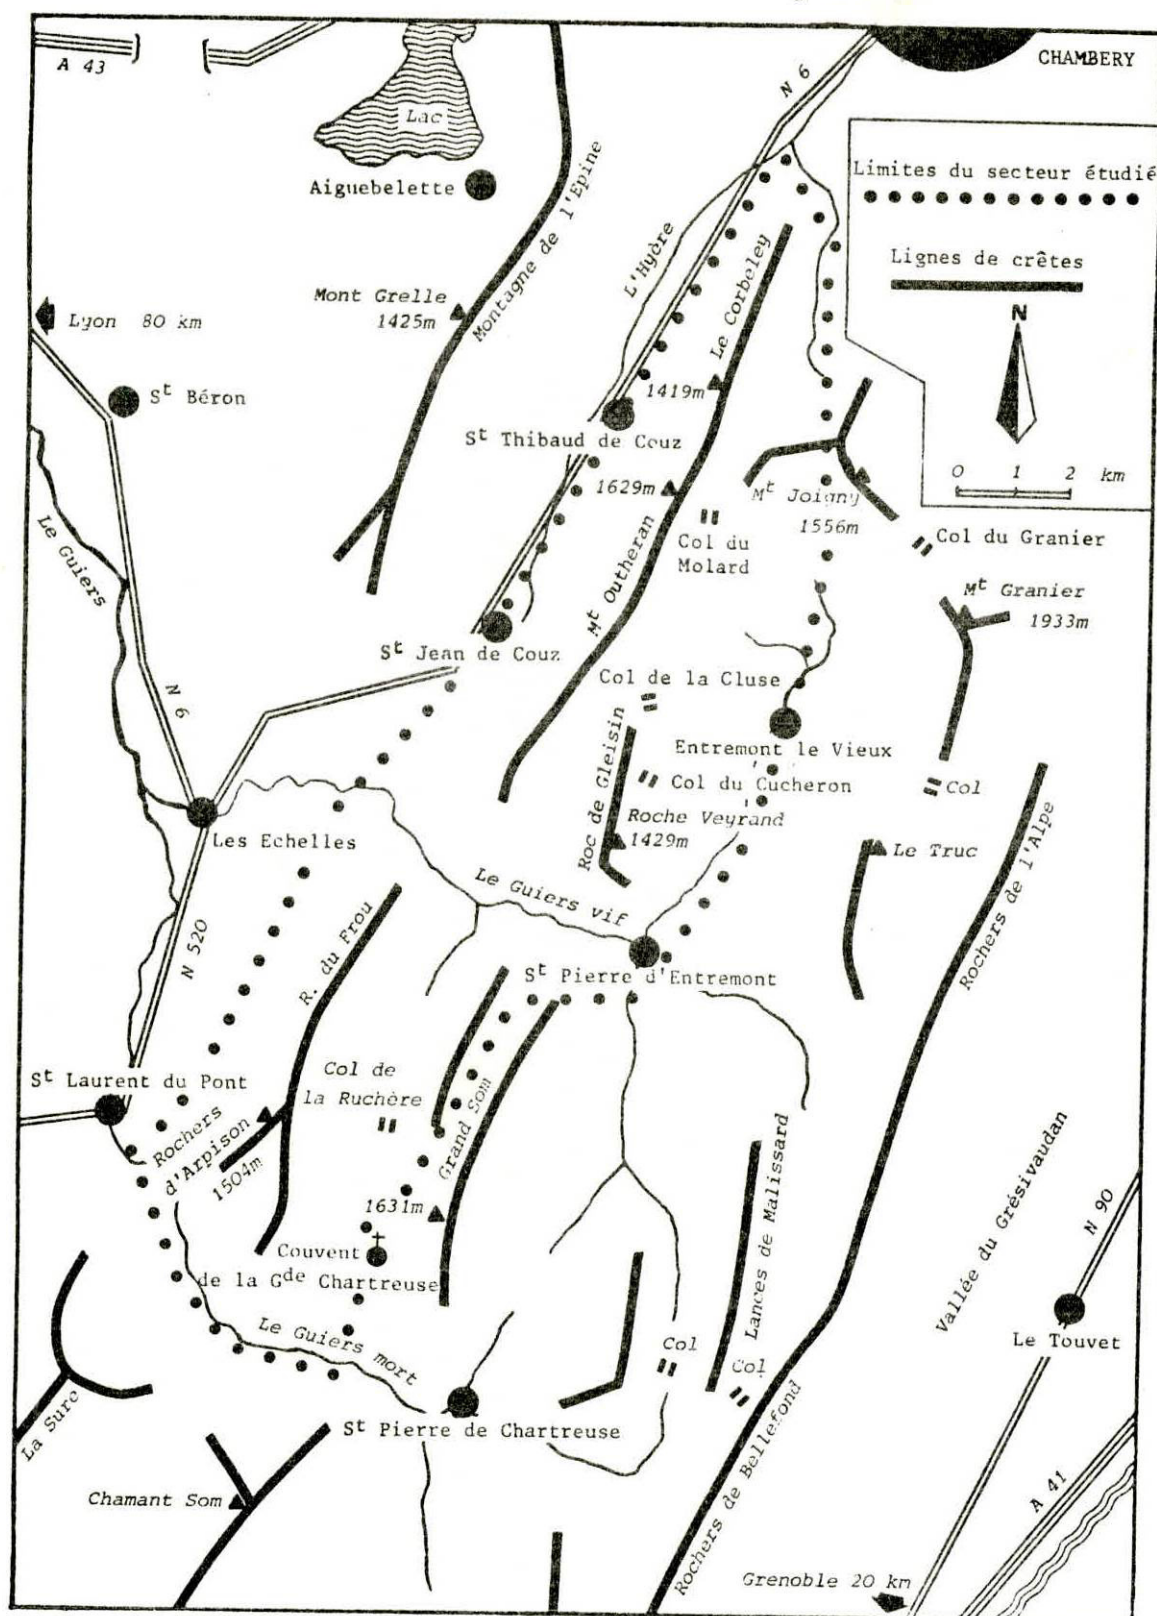 A 43
N 6
CHAMBERY
Lac
Aiguebelette
Limites du secteur étudié
Montagne de l'Epine
L'Hyère
Le Corbeley
Lignes de crêtes
Mont Grelle
1425m
N
Lyon 80 km
St Béron
1419m
St Thibaud de Couz
0 1 2 km
1629m
Mt Joigny
1556m
Le Guiers
Col du
Molard
Col du Granier
Mt Outheran
Mt Granier
1933m
St Jean de Couz
Col de la Cluse
N 6
Roc de Gleisin
Entremont le Vieux
Col du Cucheron
Col
Roche Veyrand
1429m
Les Echelles
Le Truc
Rochers de l'Alpe
Le Guiers vif
N 520
R. du Frou
St Pierre d'Entremont
Col de
la Ruchère
St Laurent du Pont
Rochers
d'Arpison
1504m
Grand Som
1631m
Lances de Malissard
Vallée du Grésivaudan
N 90
Couvent
de la Gde Chartreuse
Le Guiers mort
Le Touvet
Col
Col
La Sure
St Pierre de Chartreuse
Rochers de Bellefond
Chamant Som
A 41
Grenoble 20 km